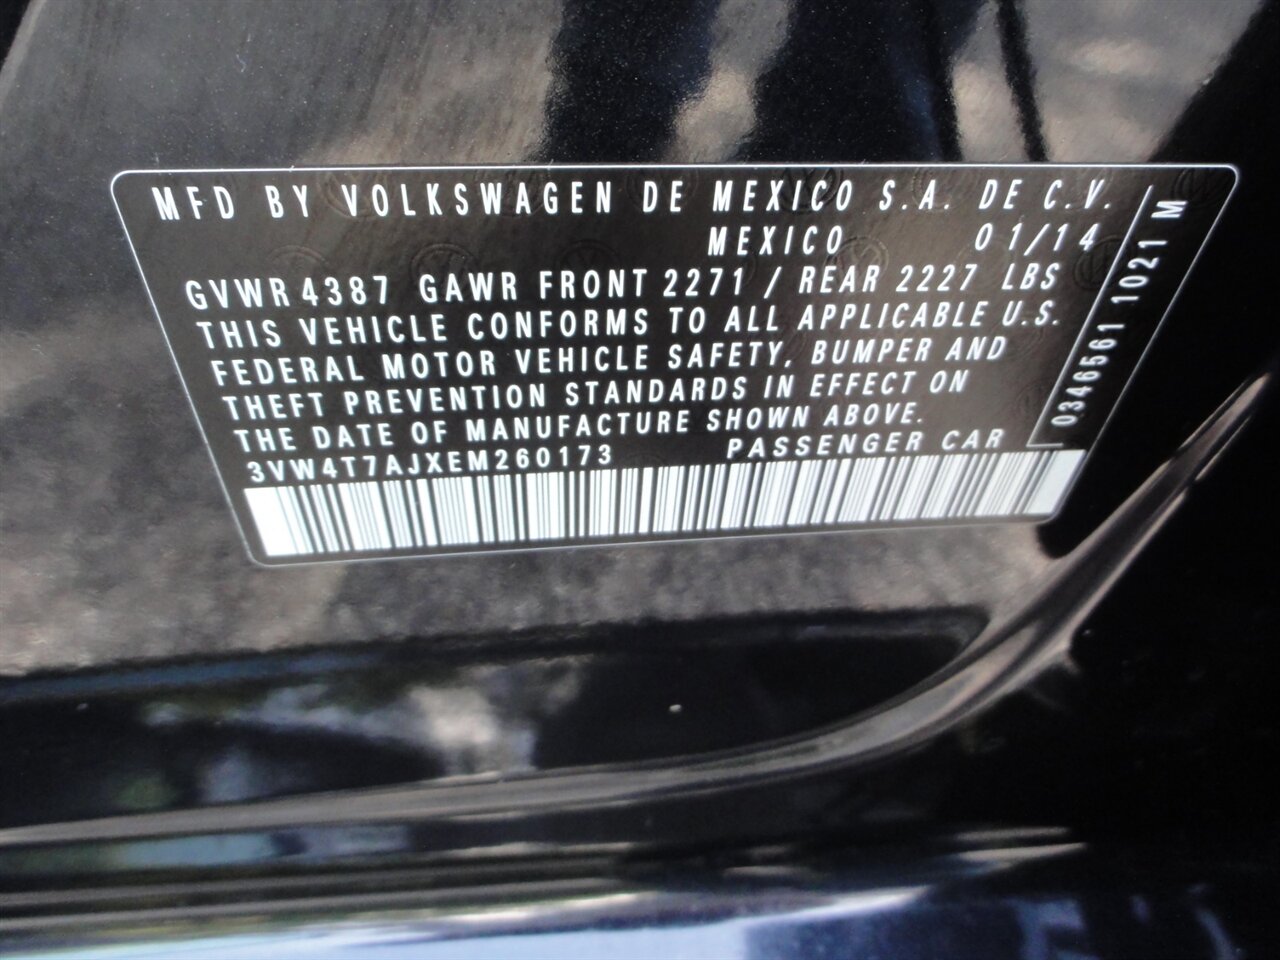 MFD BY VOLKSWAGEN DE MEXICO S.A. DE C.V.
MEXICO 01/14
GVWR 4387 GAWR FRONT 2271 / REAR 2227 LBS
THIS VEHICLE CONFORMS TO ALL APPLICABLE U.S.
FEDERAL MOTOR VEHICLE SAFETY, BUMPER AND
THEFT PREVENTION STANDARDS IN EFFECT ON
THE DATE OF MANUFACTURE SHOWN ABOVE.
3VW4T7AJXEM260173 PASSENGER CAR
0346561 1021 M